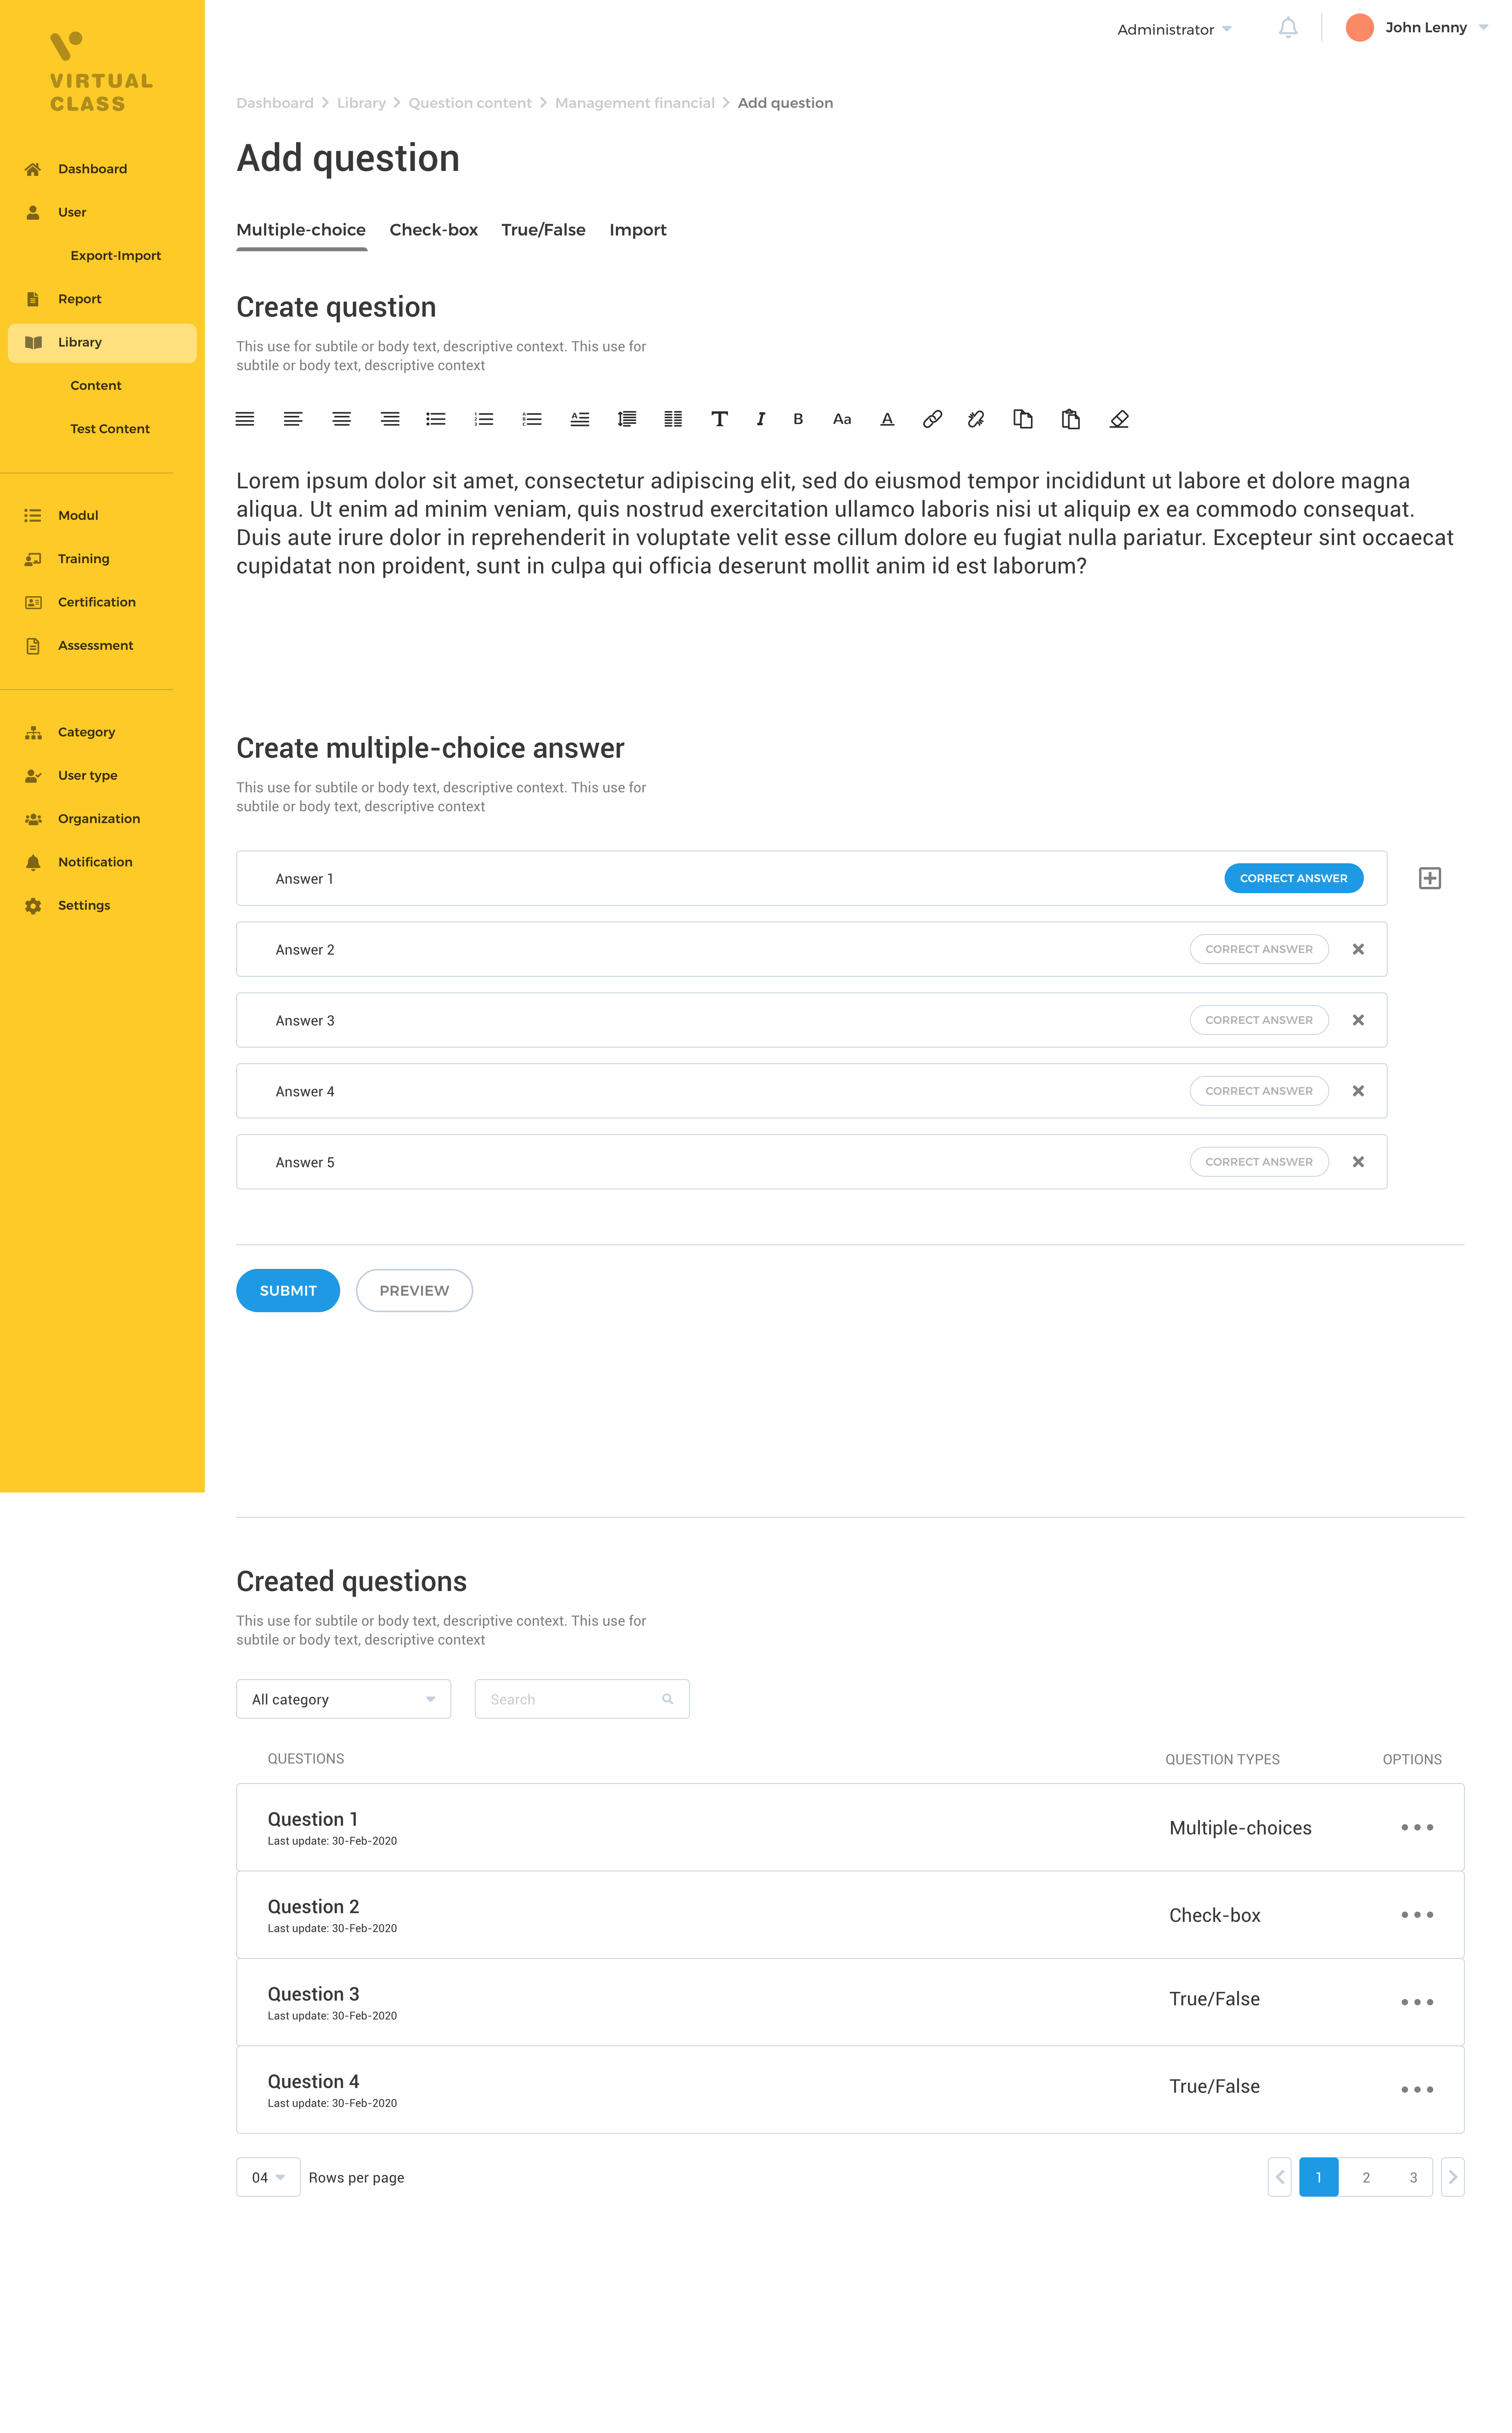 VIRTUAL
CLASS
Dashboard
User
Export-Import
Report
Library
Content
Test Content
Modul
Training
Certification
Assessment
Category
User type
Organization
Notification
Settings
Administrator
John Lenny
Dashboard > Library > Question content > Management financial > Add question
Add question
Multiple-choice Check-box True/False Import
Create question
This use for subtile or body text, descriptive context. This use for
subtile or body text, descriptive context
T I B Aa A
Lorem ipsum dolor sit amet, consectetur adipiscing elit, sed do eiusmod tempor incididunt ut labore et dolore magna
aliqua. Ut enim ad minim veniam, quis nostrud exercitation ullamco laboris nisi ut aliquip ex ea commodo consequat.
Duis aute irure dolor in reprehenderit in voluptate velit esse cillum dolore eu fugiat nulla pariatur. Excepteur sint occaecat
cupidatat non proident, sunt in culpa qui officia deserunt mollit anim id est laborum?
Create multiple-choice answer
This use for subtile or body text, descriptive context. This use for
subtile or body text, descriptive context
Answer 1 CORRECT ANSWER
Answer 2 CORRECT ANSWER
Answer 3 CORRECT ANSWER
Answer 4 CORRECT ANSWER
Answer 5 CORRECT ANSWER
SUBMIT PREVIEW
Created questions
This use for subtile or body text, descriptive context. This use for
subtile or body text, descriptive context
All category Search
QUESTIONS QUESTION TYPES OPTIONS
Question 1 Multiple-choices
Last update: 30-Feb-2020
Question 2 Check-box
Last update: 30-Feb-2020
Question 3 True/False
Last update: 30-Feb-2020
Question 4 True/False
Last update: 30-Feb-2020
04 Rows per page 1 2 3